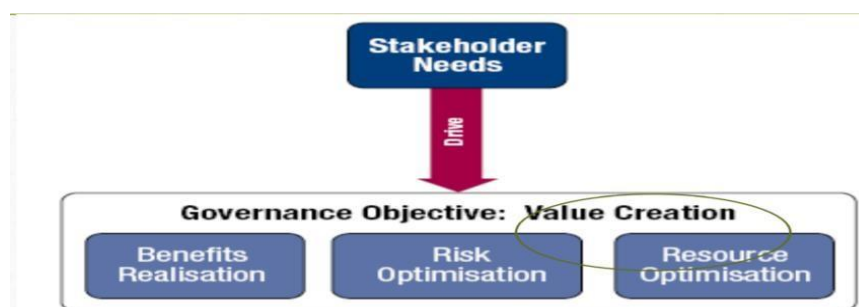 Stakeholder
Needs
Drive
Governance Objective: Value Creation
Benefits
Realisation
Risk
Optimisation
Resource
Optimisation